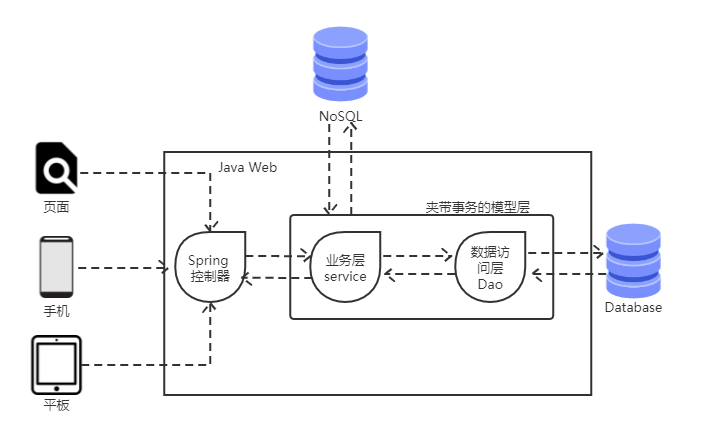 NoSQL
Java Web
页面
夹带事务的模型层
Spring
控制器
业务层
service
数据访
问层
Dao
手机
Database
平板